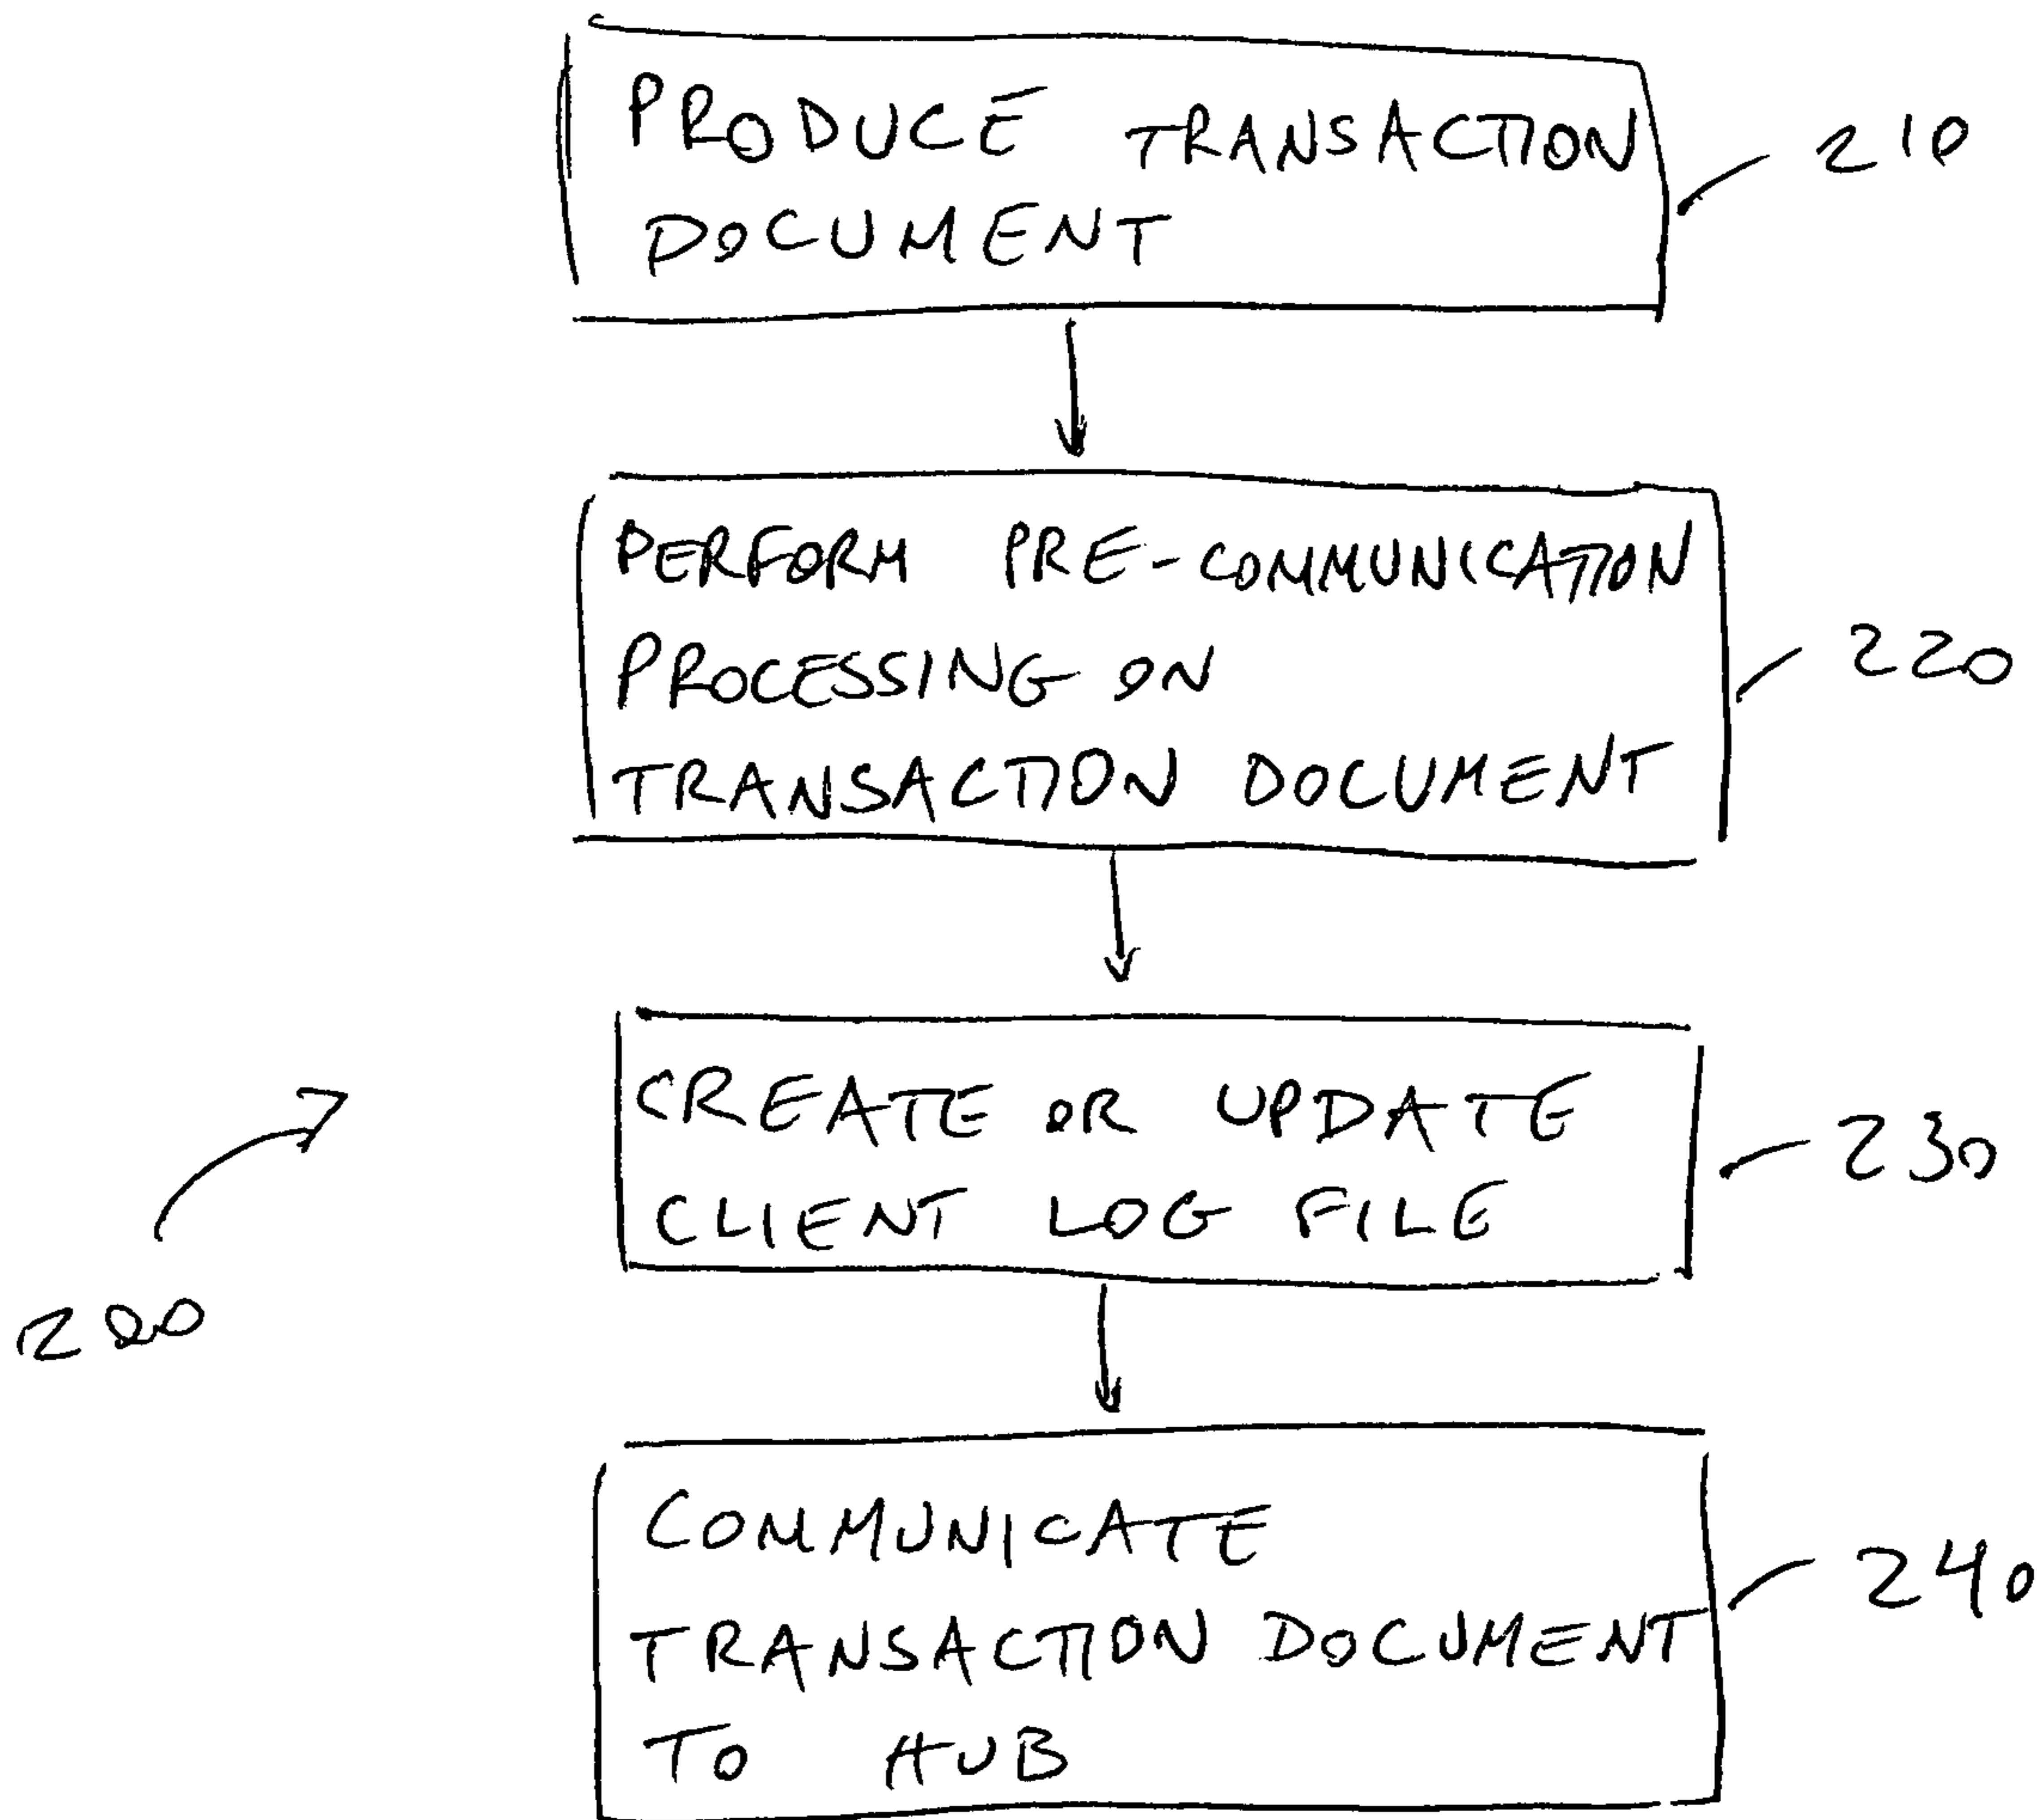 PRODUCE TRANSACTION 210
DOCUMENT
PERFORM PRE-COMMUNICATION
PROCESSING ON 220
TRANSACTION DOCUMENT
CREATE OR UPDATE 230
CLIENT LOG FILE
200
COMMUNICATE
TRANSACTION DOCUMENT 240
TO HUB